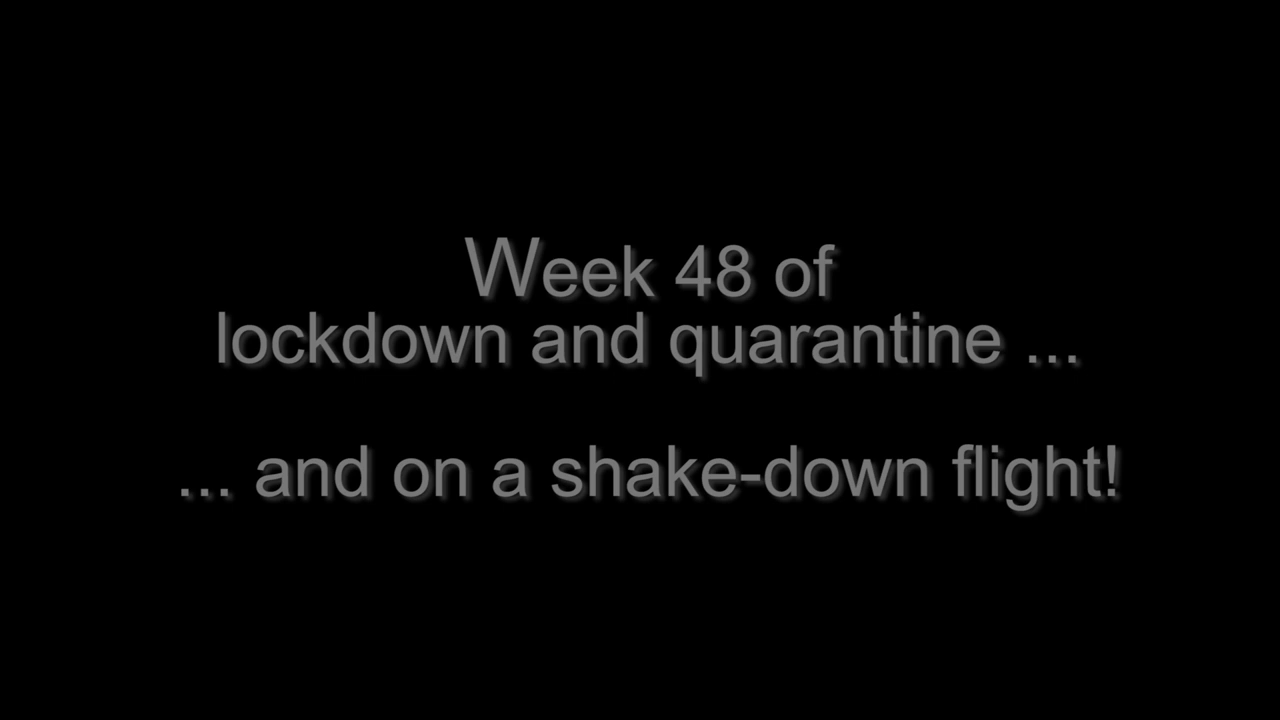 Week 48 of
lockdown and quarantine ...
... and on a shake-down flight!